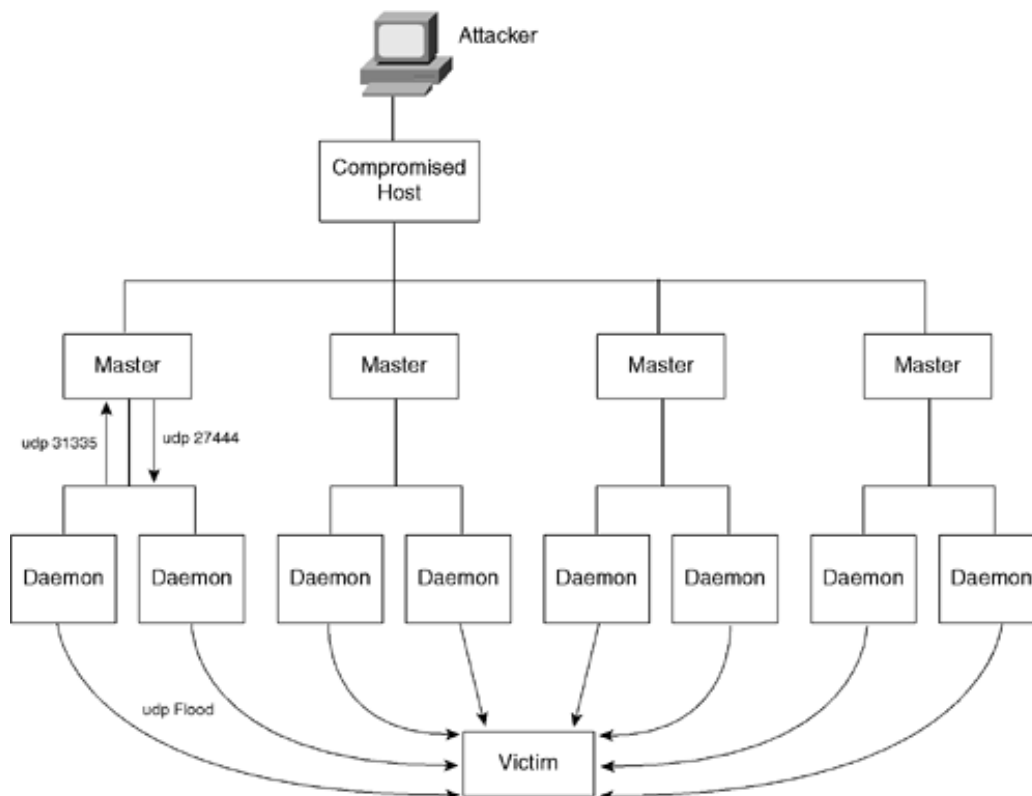 Attacker
Compromised
Host
Master
Master
Master
Master
udp 31335
udp 27444
Daemon
Daemon
Daemon
Daemon
Daemon
Daemon
Daemon
Daemon
udp Flood
Victim